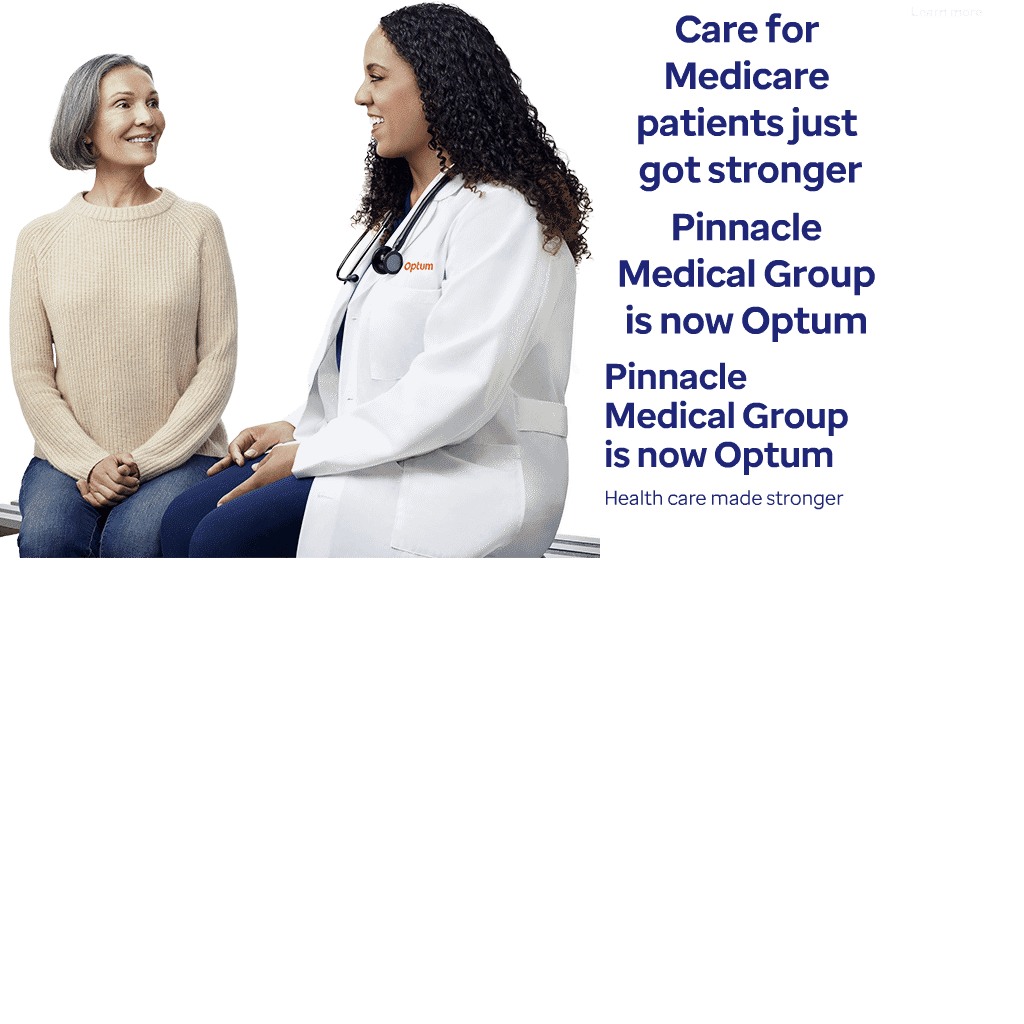 Learn more
Care for
Medicare
patients just
got stronger
Pinnacle
Medical Group
is now Optum
Optum
Pinnacle
Medical Group
is now Optum
Health care made stronger